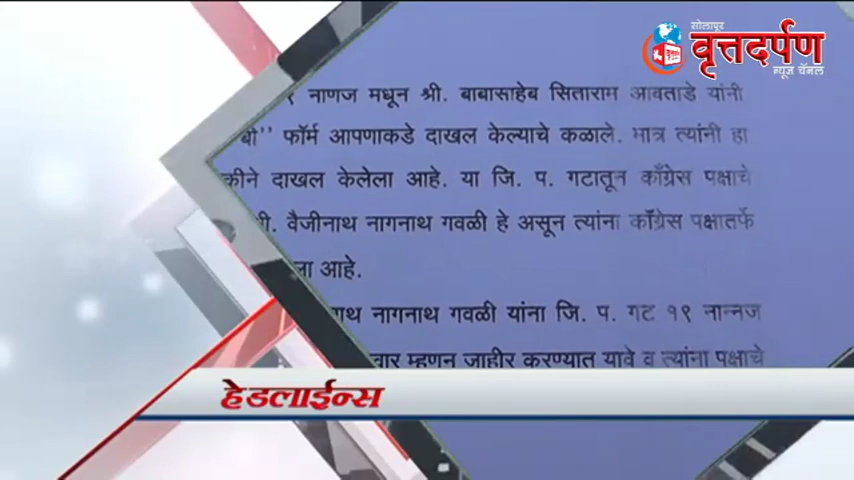 सोलापूर
वृत्तदर्पण
न्यूज चॅनल
नाणज मधून श्री. बाबासाहेब सिताराम आवताडे यांनी
बी" फॉर्म आपणाकडे दाखल केल्याचे कळाले. मात्र त्यांनी हा
कीने दाखल केलेला आहे. या जि. प. गटातून काँग्रेस पक्षाचे
वैजीनाथ नागनाथ गवळी हे असून त्यांना काँग्रेस पक्षातर्फे
ला आहे.
नागनाथ गवळी यांना जि. प. गट १९ नान्नज
म्हणून जाहीर करण्यात यावे व त्यांना पक्षाचे
हेडलाईन्स